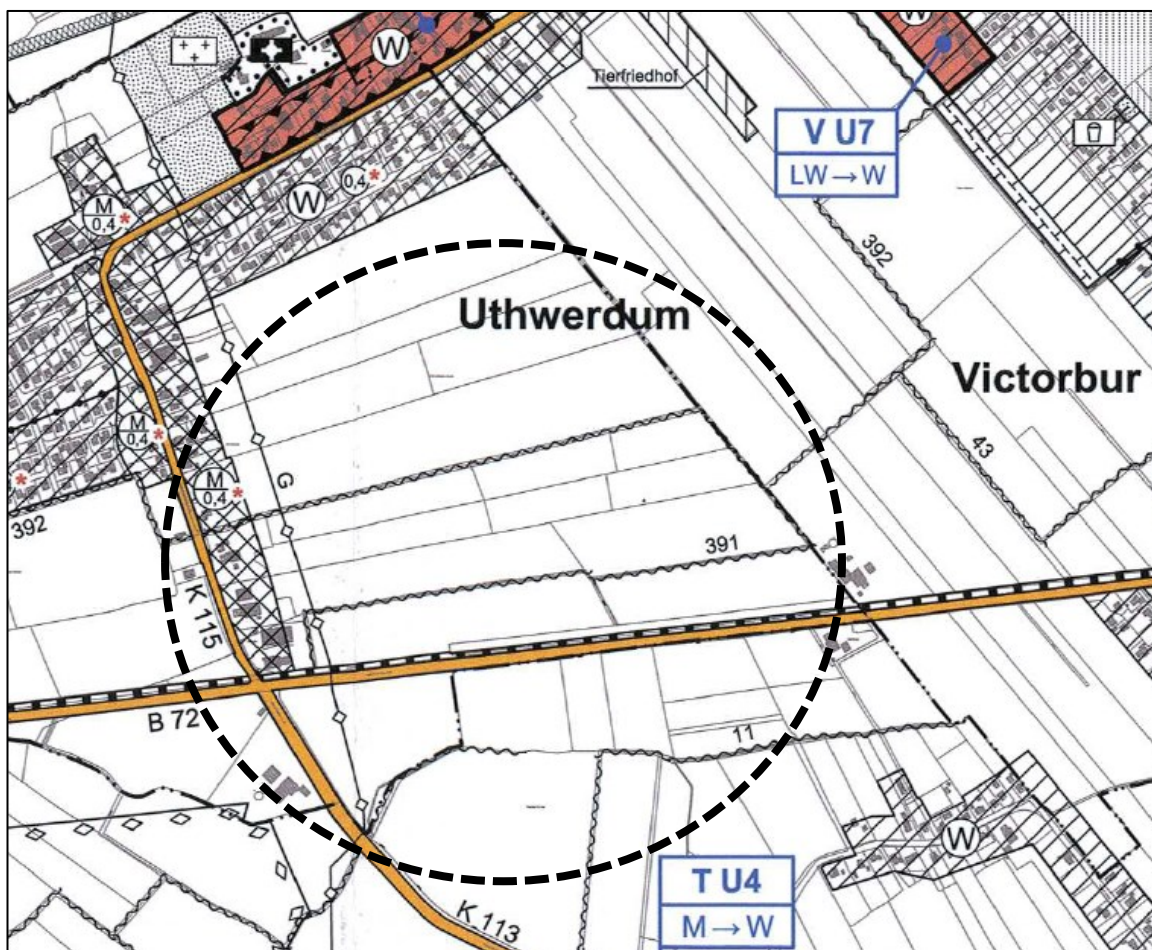 W
W
Tierfriedhof
V U7
LW → W
0,4 *
W
M
0,4 *
392
Uthwerdum
Victorbur
M
0,4 *
43
M
0,4 *
*
G
392
391
K 115
B 72
11
W
T U4
M → W
K 113